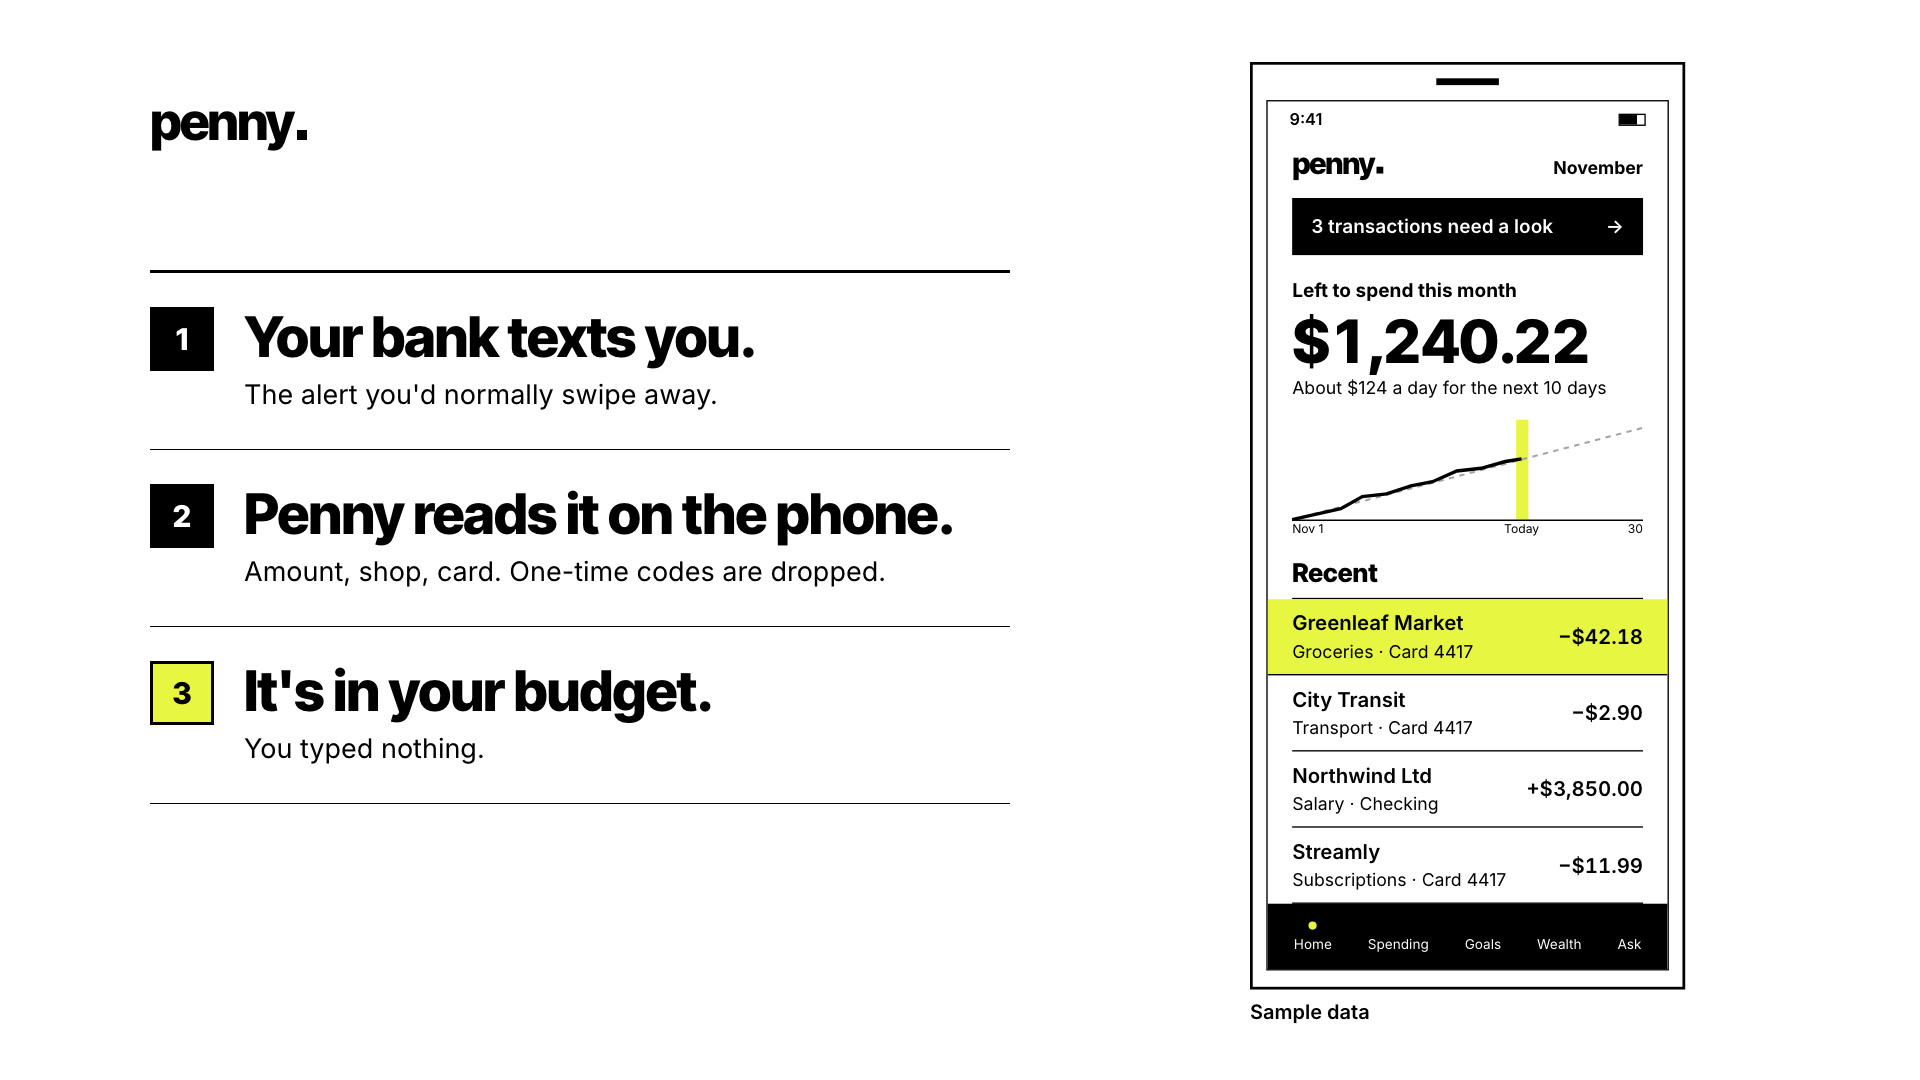 penny.
1
Your bank texts you.
The alert you'd normally swipe away.
2
Penny reads it on the phone.
Amount, shop, card. One-time codes are dropped.
3
It's in your budget.
You typed nothing.
9:41
penny.
November
3 transactions need a look →
Left to spend this month
$1,240.22
About $124 a day for the next 10 days
Nov 1
Today
30
Recent
Greenleaf Market
−$42.18
Groceries · Card 4417
City Transit
−$2.90
Transport · Card 4417
Northwind Ltd
+$3,850.00
Salary · Checking
Streamly
−$11.99
Subscriptions · Card 4417
Home
Spending
Goals
Wealth
Ask
Sample data